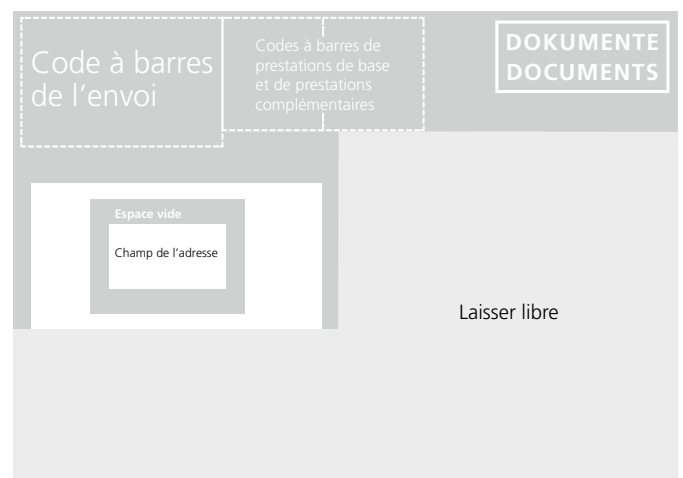 Code à barres
de l'envoi
Codes à barres de
prestations de base
et de prestations
complémentaires
DOKUMENTE
DOCUMENTS
Espace vide
Champ de l'adresse
Laisser libre